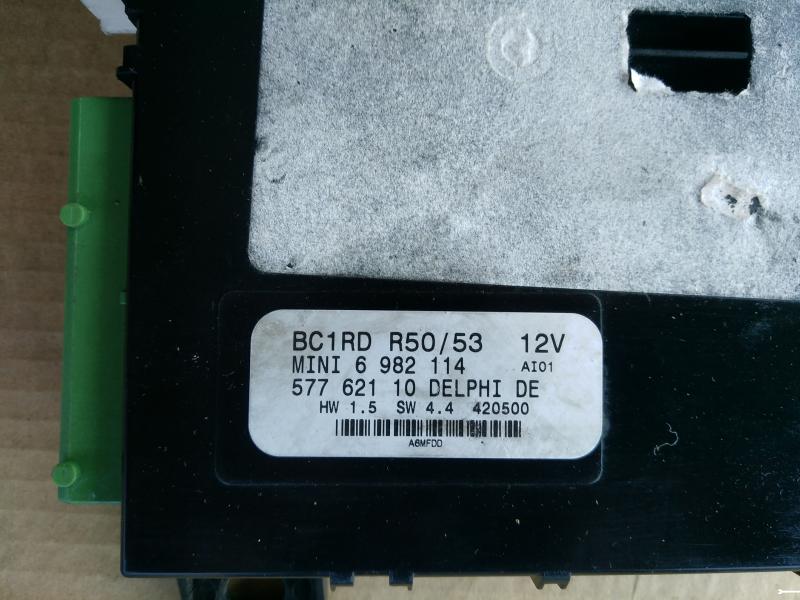 BC1RD R50/53 12V
MINI 6 982 114 AI01
577 621 10 DELPHI DE
HW 1.5 SW 4.4 420500
A6MFDD